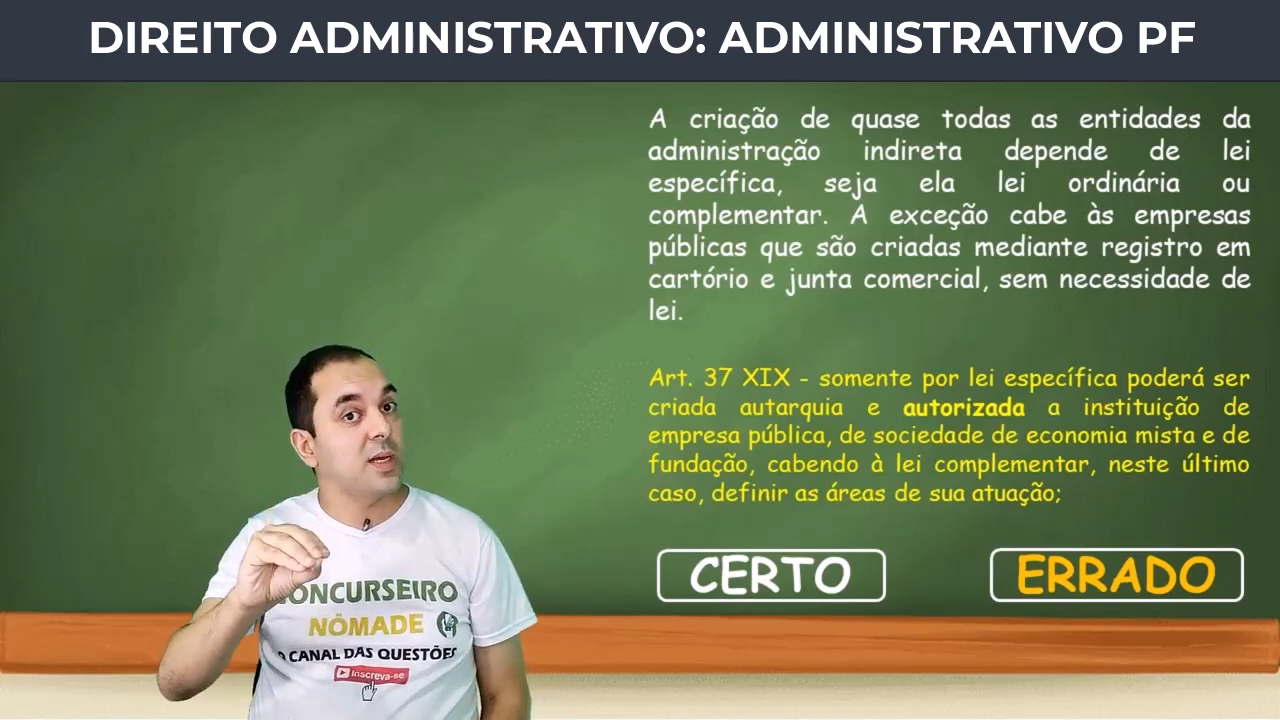 DIREITO ADMINISTRATIVO: ADMINISTRATIVO PF
A criação de quase todas as entidades da
administração indireta depende de lei
específica, seja ela lei ordinária ou
complementar. A exceção cabe às empresas
públicas que são criadas mediante registro em
cartório e junta comercial, sem necessidade de
lei.
Art. 37 XIX - somente por lei específica poderá ser
criada autarquia e autorizada a instituição de
empresa pública, de sociedade de economia mista e de
fundação, cabendo à lei complementar, neste último
caso, definir as áreas de sua atuação;
CERTO ERRADO
ONCURSEIRO
NÔMADE
O CANAL DAS QUESTÕES
Inscreva-se